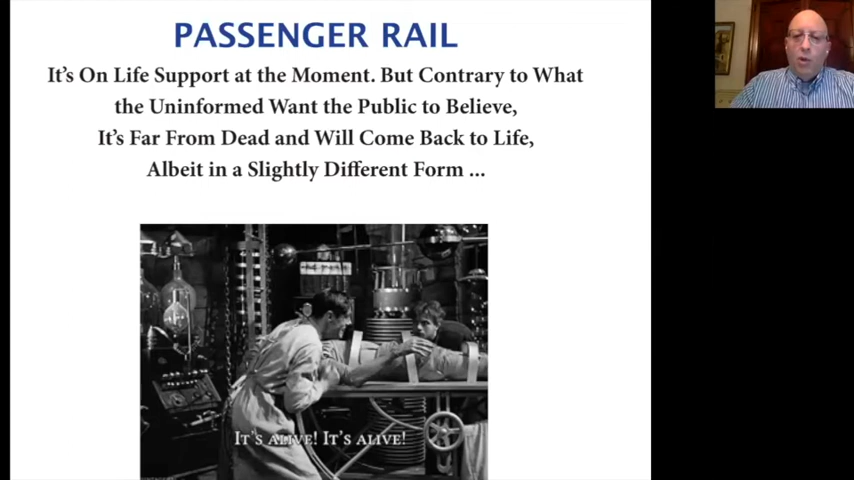 PASSENGER RAIL
It's On Life Support at the Moment. But Contrary to What
the Uninformed Want the Public to Believe,
It's Far From Dead and Will Come Back to Life,
Albeit in a Slightly Different Form ...
IT'S ALIVE! IT'S ALIVE!